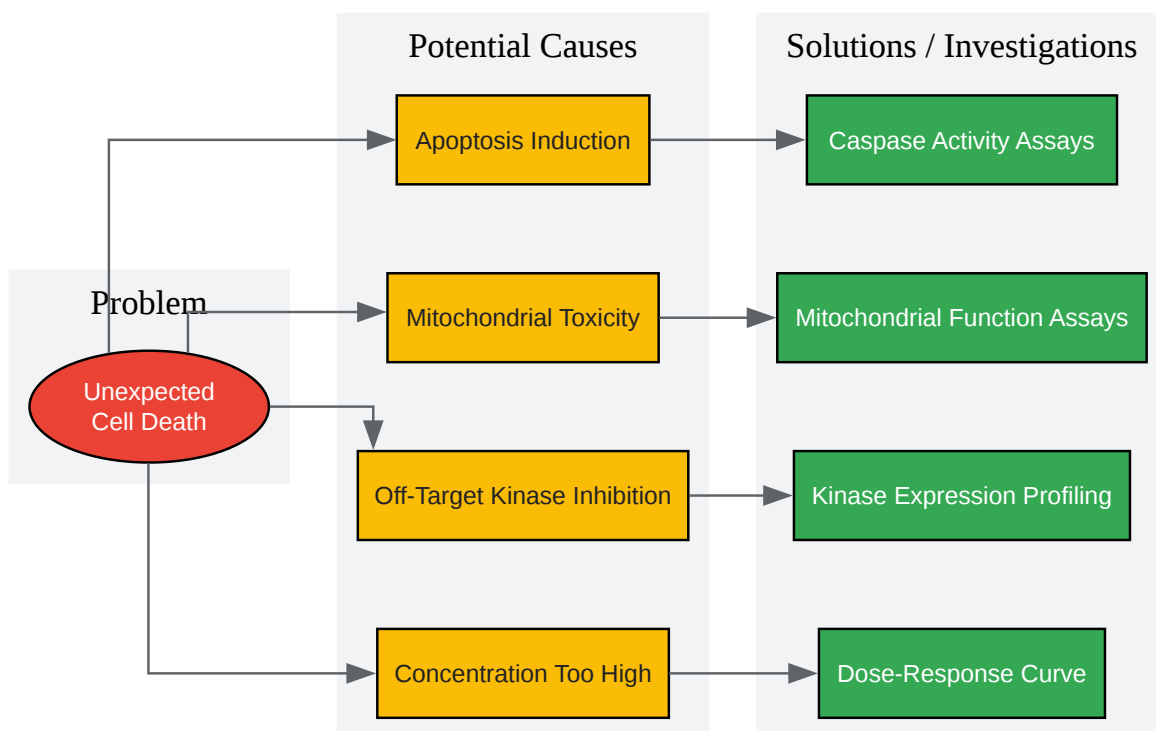 Potential Causes
Solutions / Investigations
Apoptosis Induction
Caspase Activity Assays
Problem
Mitochondrial Toxicity
Mitochondrial Function Assays
Unexpected
Cell Death
Off-Target Kinase Inhibition
Kinase Expression Profiling
Concentration Too High
Dose-Response Curve